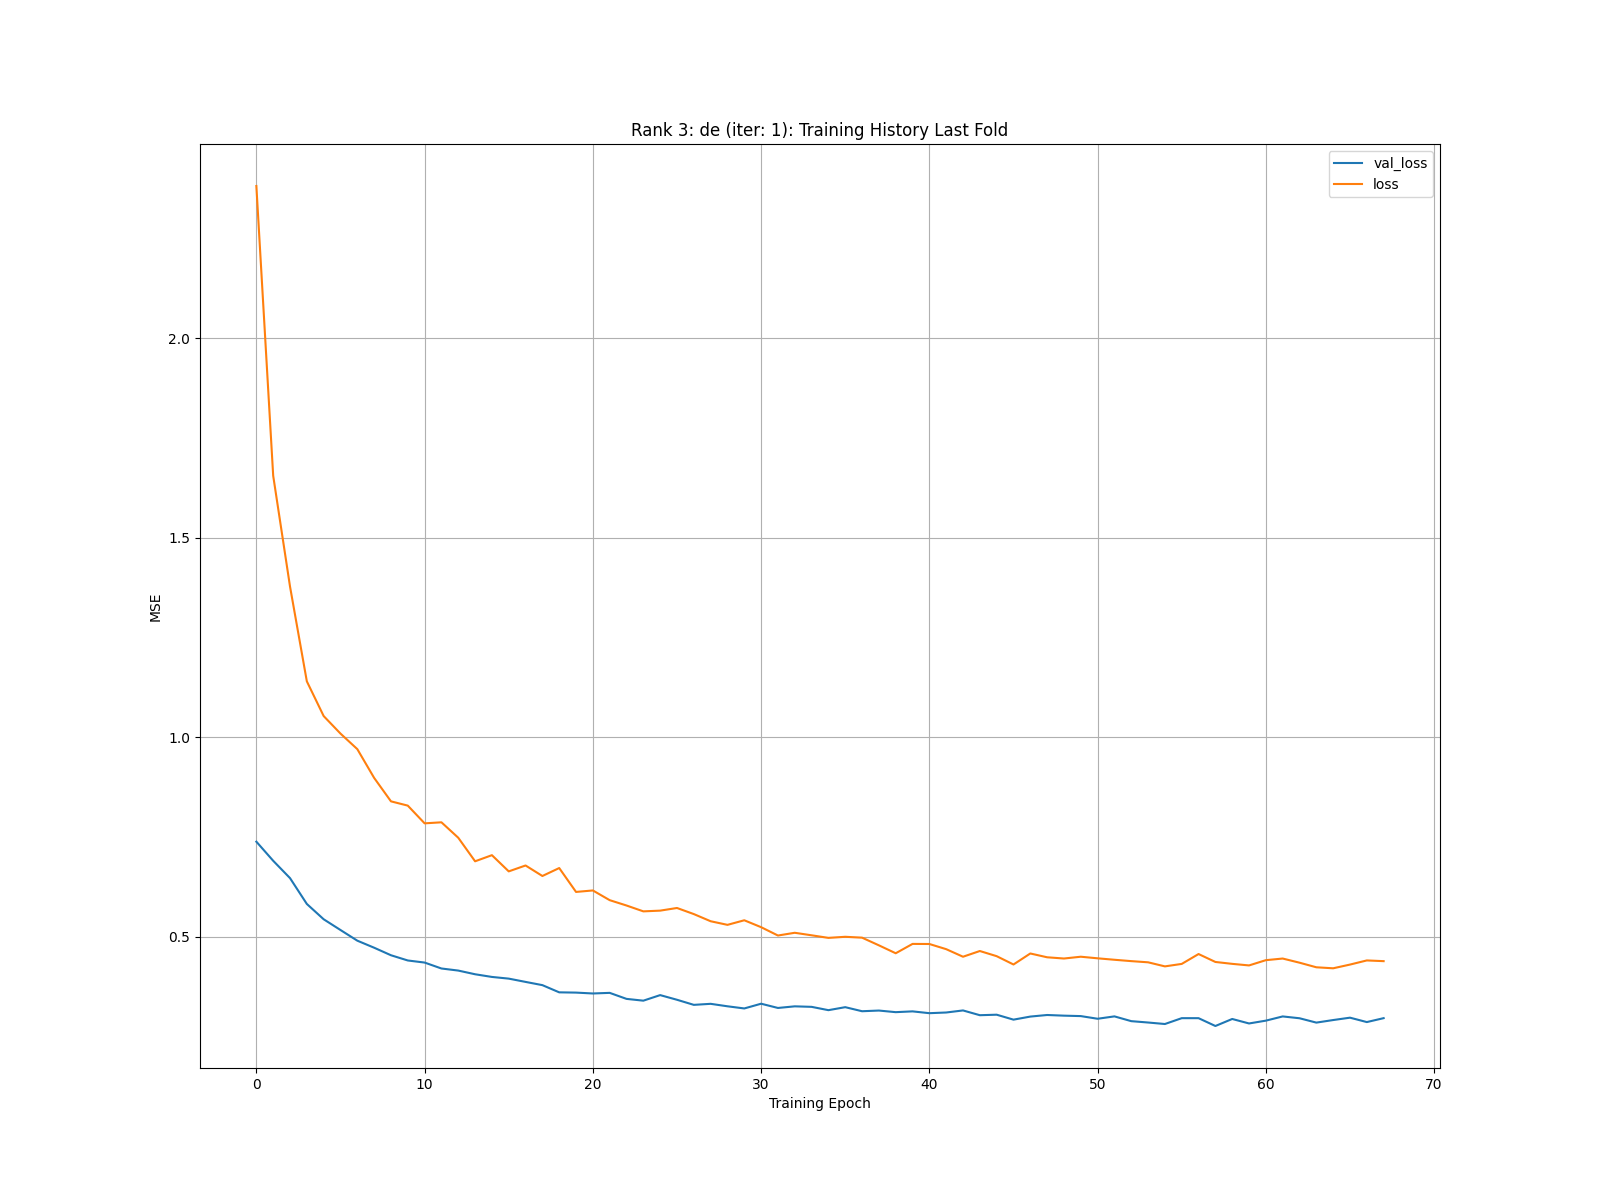 Rank 3: de (iter: 1): Training History Last Fold
val_loss
loss
2.0
1.5
1.0
0.5
MSE
0 10 20 30 40 50 60 70
Training Epoch